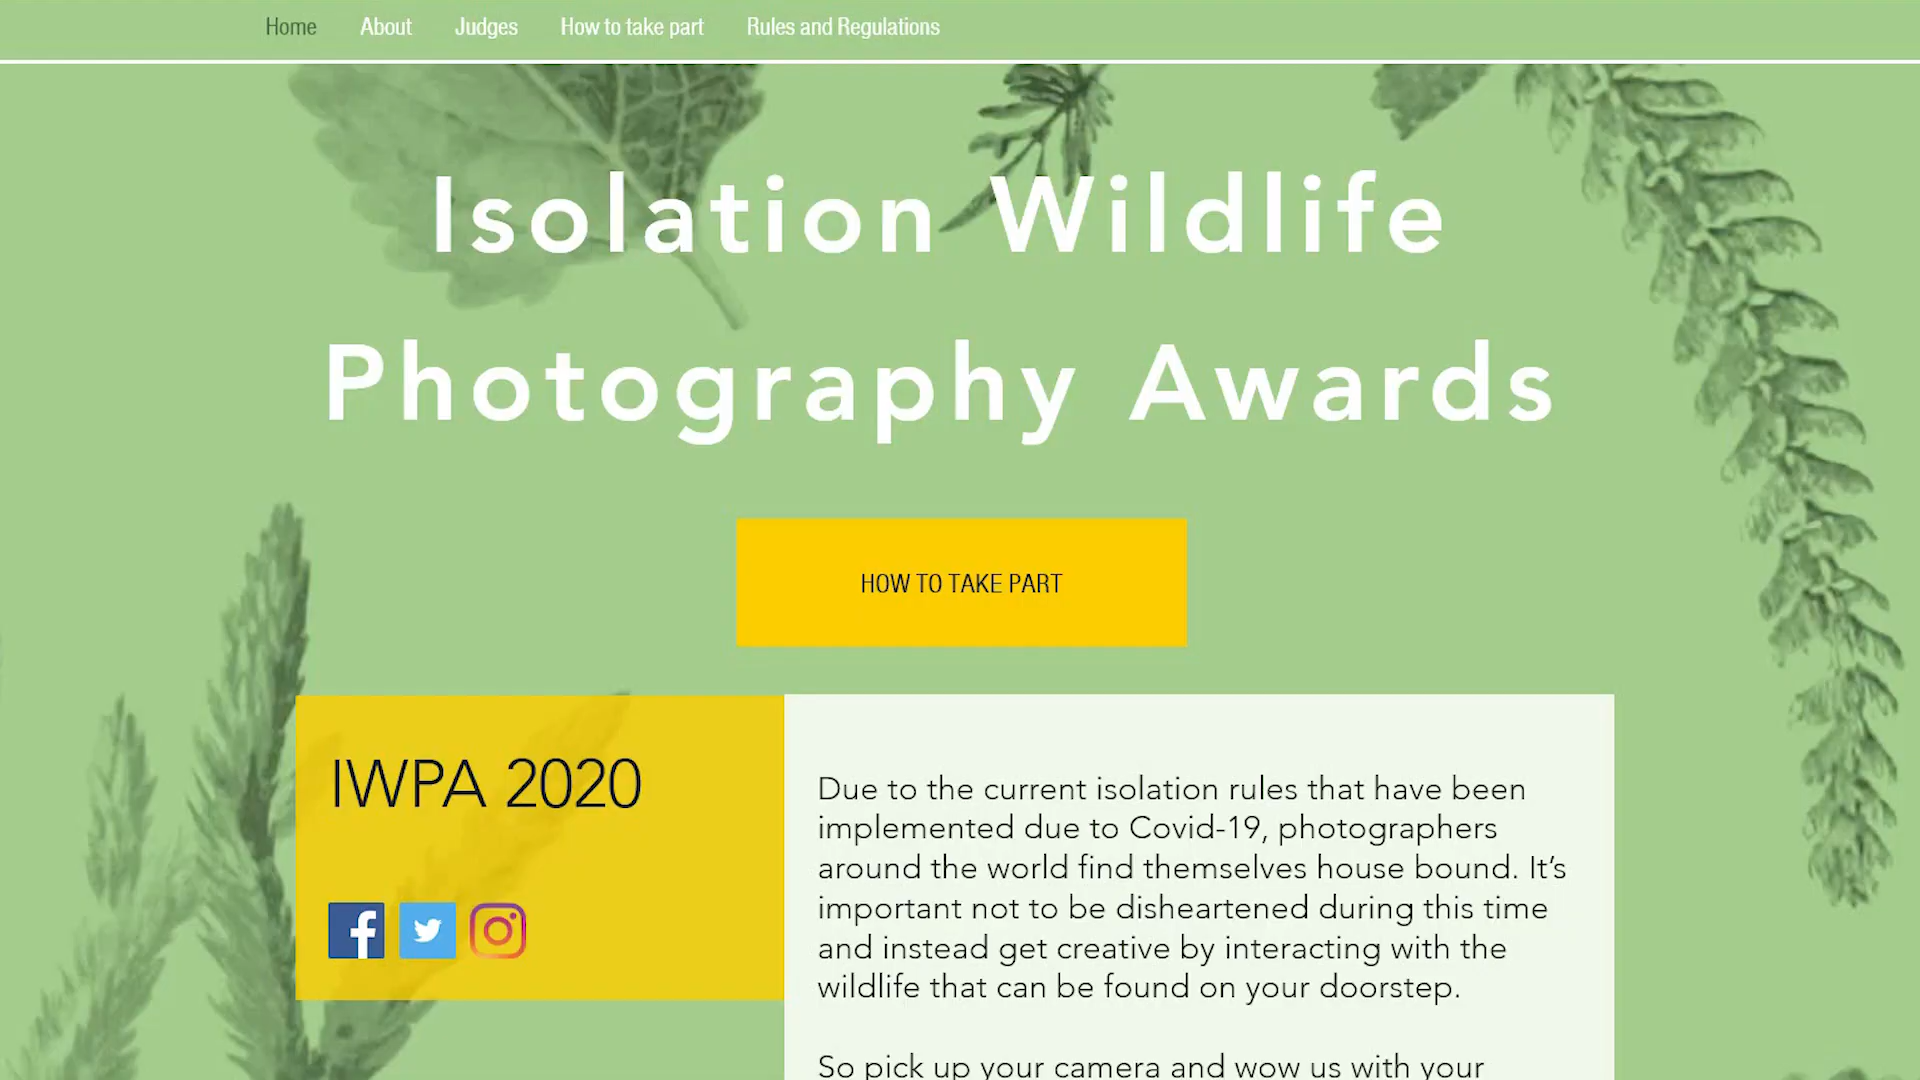 Home About Judges How to take part Rules and Regulations
Isolation Wildlife
Photography Awards
HOW TO TAKE PART
IWPA 2020
Due to the current isolation rules that have been
implemented due to Covid-19, photographers
around the world find themselves house bound. It’s
important not to be disheartened during this time
and instead get creative by interacting with the
wildlife that can be found on your doorstep.
So pick up your camera and wow us with your